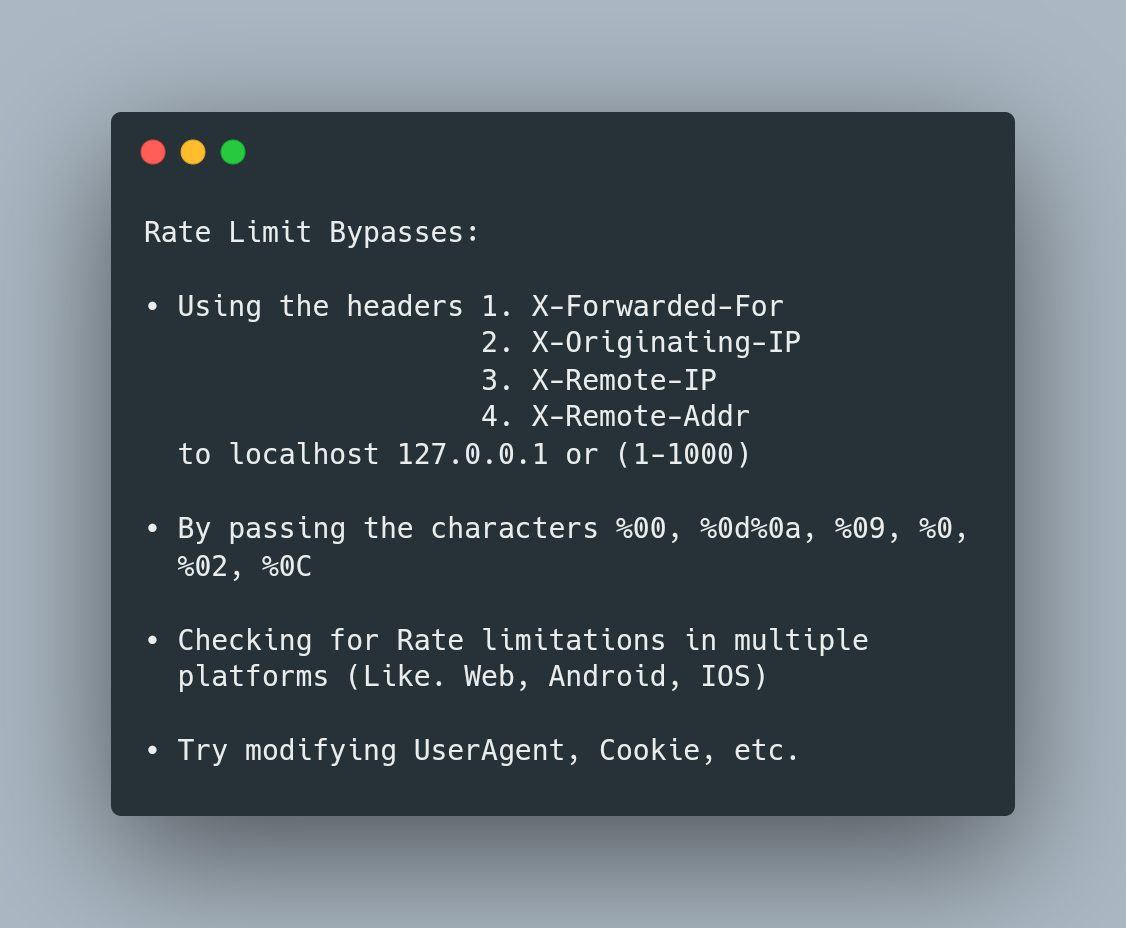 Rate Limit Bypasses:
• Using the headers 1. X-Forwarded-For
2. X-Originating-IP
3. X-Remote-IP
4. X-Remote-Addr
to localhost 127.0.0.1 or (1-1000)
• By passing the characters %00, %0d%0a, %09, %0,
%02, %0C
• Checking for Rate limitations in multiple
platforms (Like. Web, Android, IOS)
• Try modifying UserAgent, Cookie, etc.